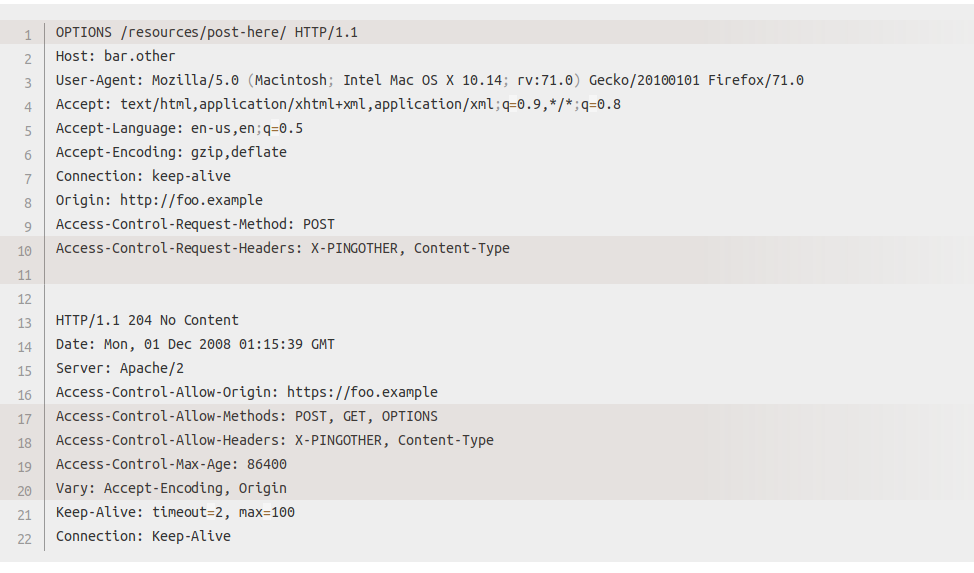 1 OPTIONS /resources/post-here/ HTTP/1.1
2 Host: bar.other
3 User-Agent: Mozilla/5.0 (Macintosh; Intel Mac OS X 10.14; rv:71.0) Gecko/20100101 Firefox/71.0
4 Accept: text/html,application/xhtml+xml,application/xml;q=0.9,*/*;q=0.8
5 Accept-Language: en-us,en;q=0.5
6 Accept-Encoding: gzip,deflate
7 Connection: keep-alive
8 Origin: http://foo.example
9 Access-Control-Request-Method: POST
10 Access-Control-Request-Headers: X-PINGOTHER, Content-Type
11
12
13 HTTP/1.1 204 No Content
14 Date: Mon, 01 Dec 2008 01:15:39 GMT
15 Server: Apache/2
16 Access-Control-Allow-Origin: https://foo.example
17 Access-Control-Allow-Methods: POST, GET, OPTIONS
18 Access-Control-Allow-Headers: X-PINGOTHER, Content-Type
19 Access-Control-Max-Age: 86400
20 Vary: Accept-Encoding, Origin
21 Keep-Alive: timeout=2, max=100
22 Connection: Keep-Alive